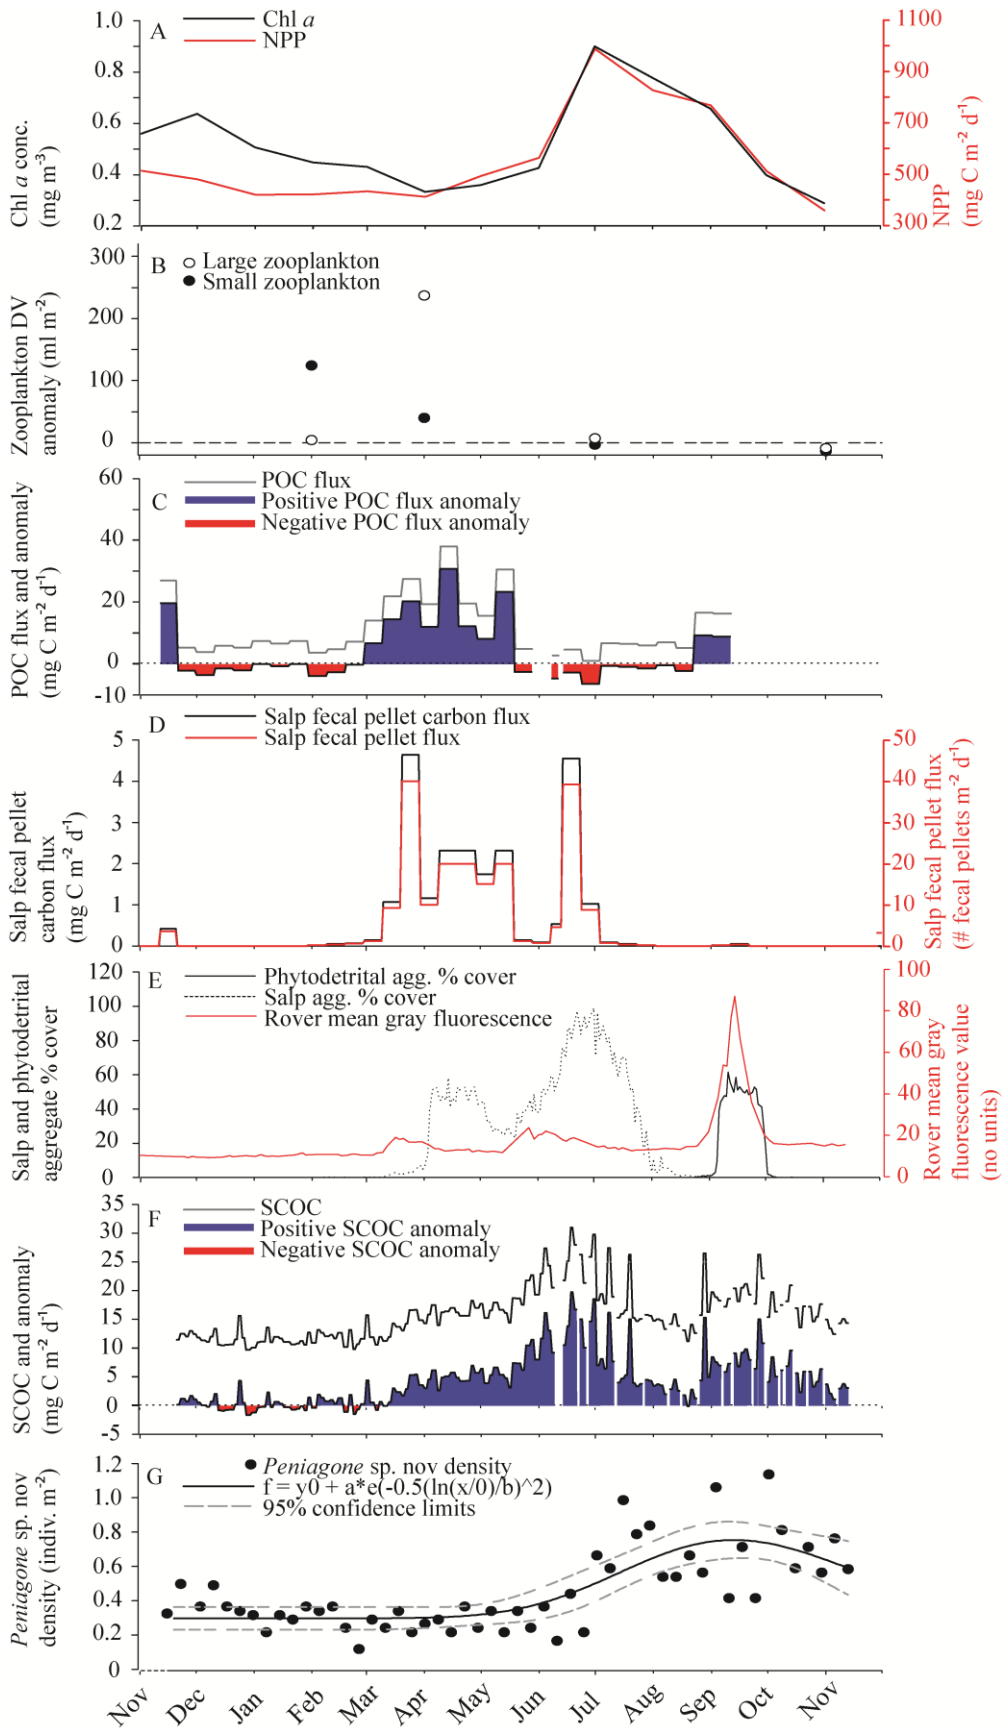 A
Chl a
NPP
1.0
0.8
0.6
0.4
0.2
Chl a conc.
(mg m-3)
1100
900
700
500
300
NPP
(mg C m-2 d-1)
B
Large zooplankton
Small zooplankton
300
200
100
0
Zooplankton DV
anomaly (ml m-2)
C
POC flux
Positive POC flux anomaly
Negative POC flux anomaly
60
40
20
0
-10
POC flux and anomaly
(mg C m-2 d-1)
D
Salp fecal pellet carbon flux
Salp fecal pellet flux
5
4
3
2
1
0
Salp fecal pellet
carbon flux
(mg C m-2 d-1)
50
40
30
20
10
0
Salp fecal pellet flux
(# fecal pellets m-2 d-1)
E
Phytodetrital agg. % cover
Salp agg. % cover
Rover mean gray fluorescence
120
100
80
60
40
20
0
Salp and phytodetrital
aggregate % cover
100
80
60
40
20
0
Rover mean gray
fluorescence value
(no units)
F
SCOC
Positive SCOC anomaly
Negative SCOC anomaly
35
30
25
20
15
10
5
0
-5
SCOC and anomaly
(mg C m-2 d-1)
G
Peniagone sp. nov density
f = y0 + a*e(-0.5(ln(x/0)/b)^2)
95% confidence limits
1.2
1.0
0.8
0.6
0.4
0.2
0
Peniagone sp. nov
density (indiv. m-2)
Nov
Dec
Jan
Feb
Mar
Apr
May
Jun
Jul
Aug
Sep
Oct
Nov